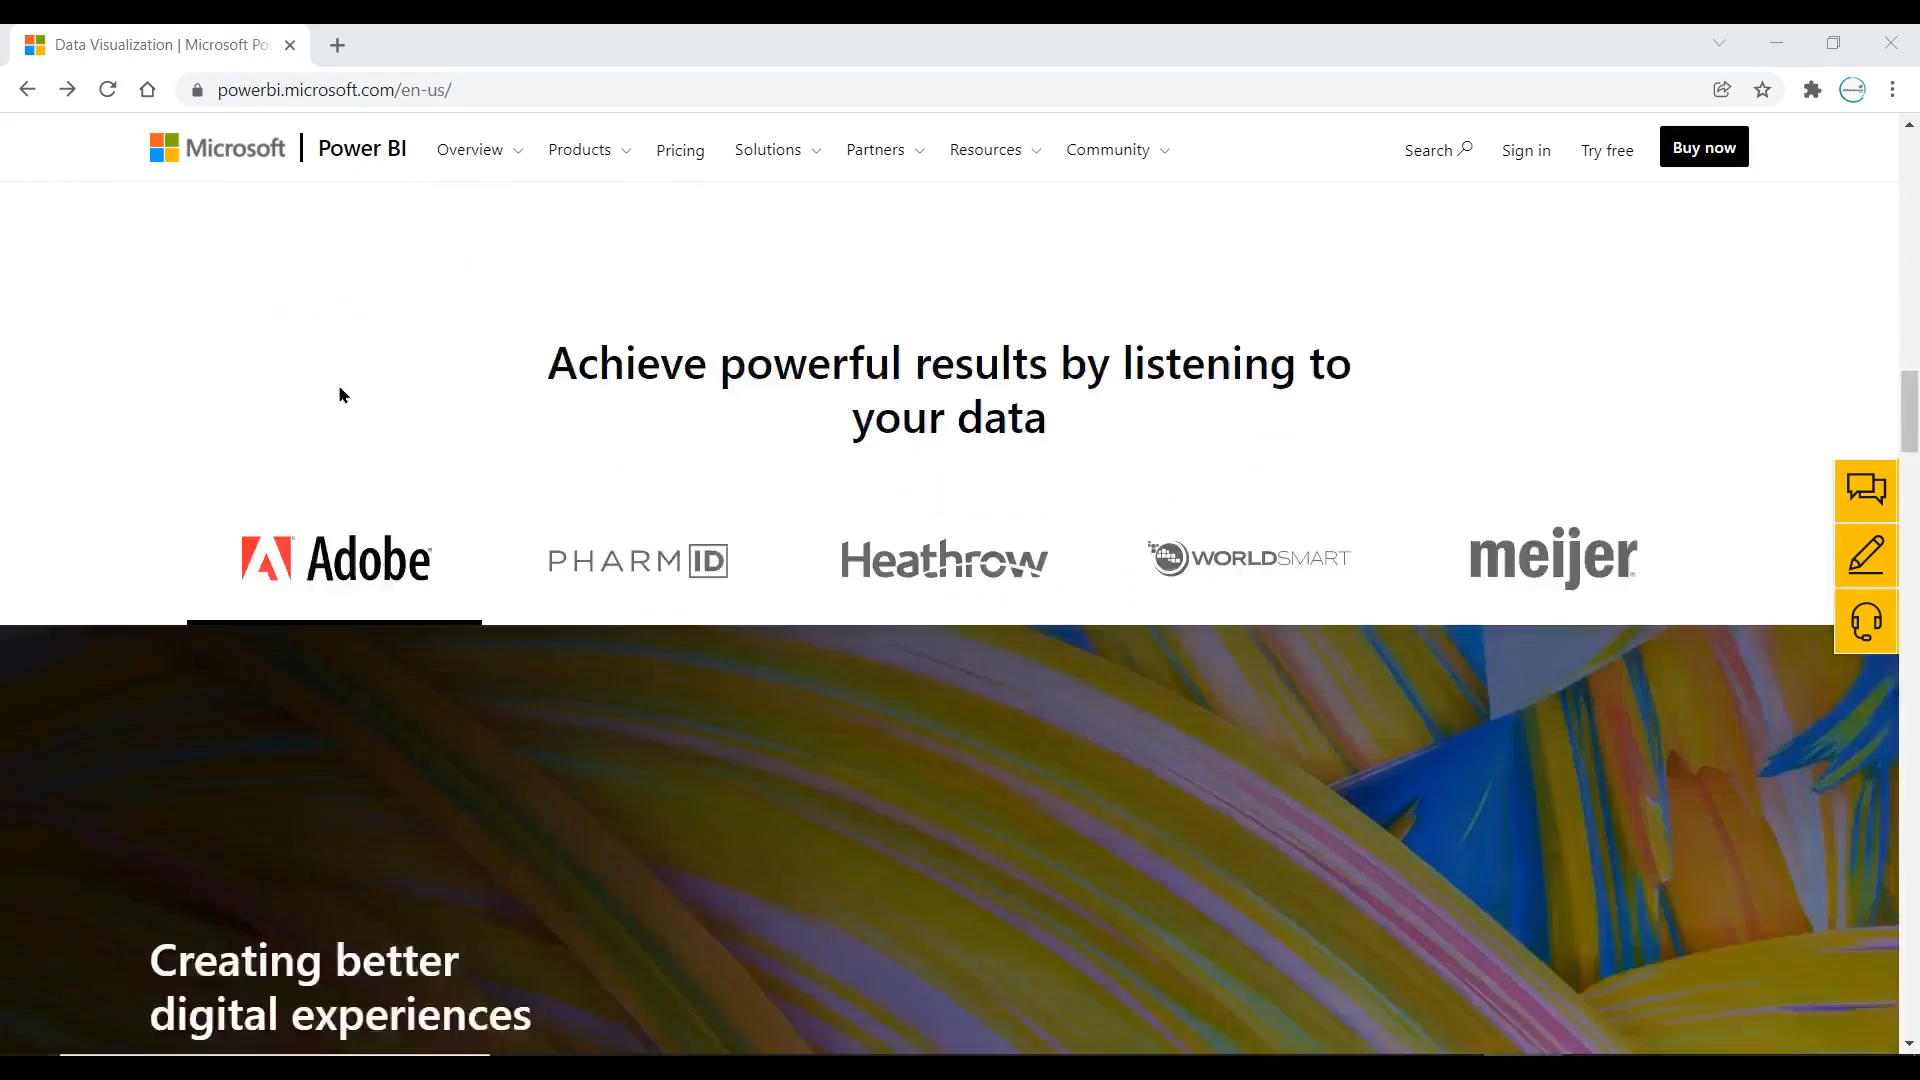 Data Visualization | Microsoft Po
powerbi.microsoft.com/en-us/
Microsoft | Power BI
Overview
Products
Pricing
Solutions
Partners
Resources
Community
Search
Sign in
Try free
Buy now
Achieve powerful results by listening to
your data
Adobe
PHARMID
Heathrow
WORLDSMART
meijer
Creating better
digital experiences